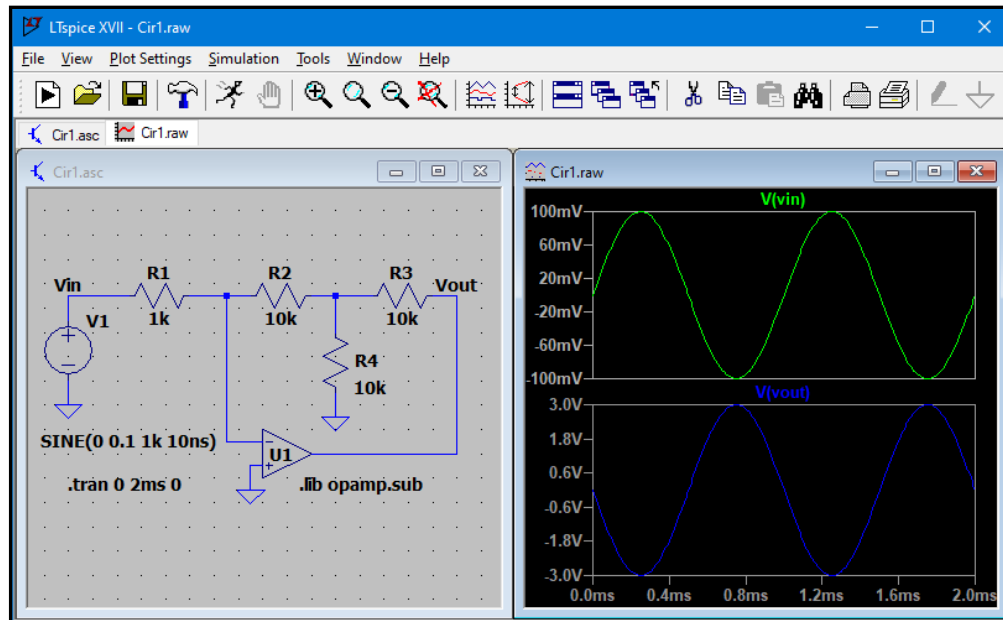 LTspice XVII - Cir1.raw
File View Plot Settings Simulation Tools Window Help
Cir1.asc Cir1.raw
Cir1.asc
Vin R1 R2 R3 Vout
V1 1k 10k 10k
R4
10k
SINE(0 0.1 1k 10ns)
U1
.tran 0 2ms 0 .lib opamp.sub
Cir1.raw
V(vin)
100mV
60mV
20mV
-20mV
-60mV
-100mV
V(vout)
3.0V
1.8V
0.6V
-0.6V
-1.8V
-3.0V
0.0ms 0.4ms 0.8ms 1.2ms 1.6ms 2.0ms